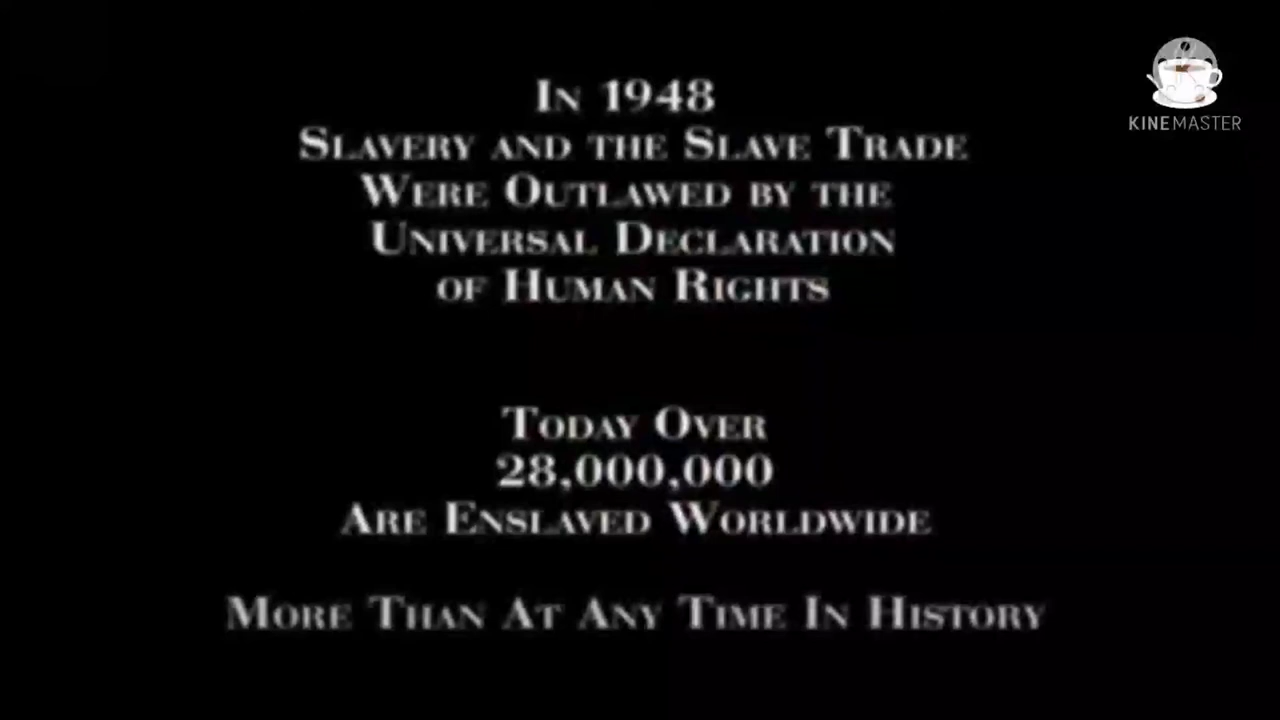 In 1948
Slavery and the Slave Trade
Were Outlawed by the
Universal Declaration
of Human Rights
Today Over
28,000,000
Are Enslaved Worldwide
More Than At Any Time In History
KINEMASTER